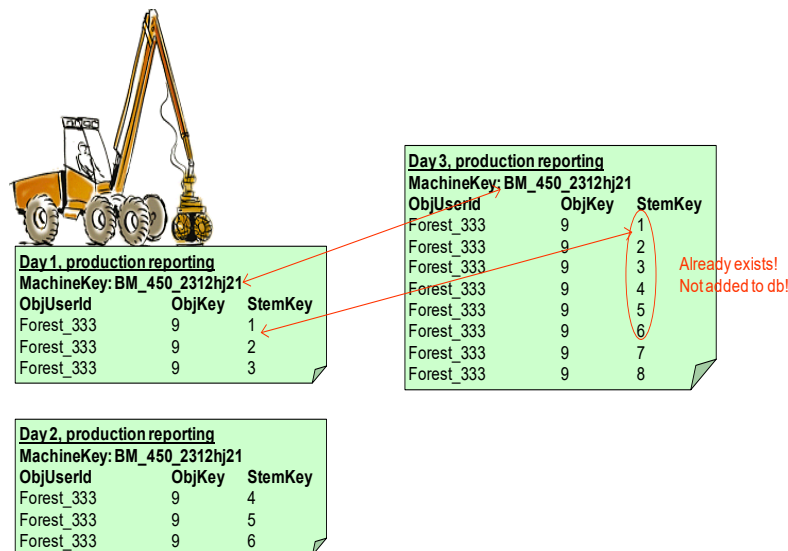 Day 1, production reporting
MachineKey: BM_450_2312hj21
ObjUserId ObjKey StemKey
Forest_333 9 1
Forest_333 9 2
Forest_333 9 3
Day 2, production reporting
MachineKey: BM_450_2312hj21
ObjUserId ObjKey StemKey
Forest_333 9 4
Forest_333 9 5
Forest_333 9 6
Day 3, production reporting
MachineKey: BM_450_2312hj21
ObjUserId ObjKey StemKey
Forest_333 9 1
Forest_333 9 2
Forest_333 9 3
Forest_333 9 4
Forest_333 9 5
Forest_333 9 6
Forest_333 9 7
Forest_333 9 8
Already exists!
Not added to db!